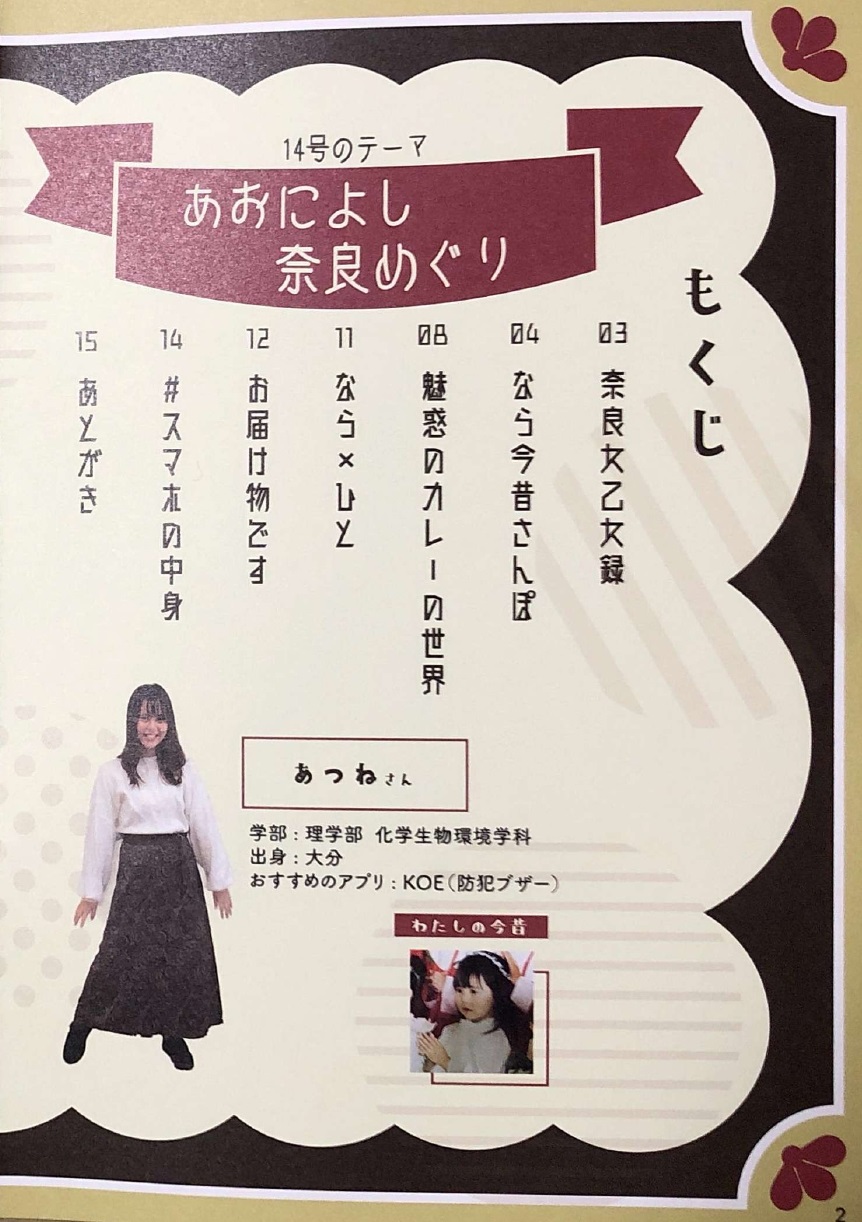 14号のテーマ
あおによし
奈良めぐり
もくじ
03 奈良女乙女録
04 なら今昔さんぽ
08 魅惑のカレーの世界
11 なら×ひと
12 お届け物です
14 #スマホの中身
15 あとがき
あつねさん
学部：理学部 化学生物環境学科
出身：大分
おすすめのアプリ：KOE（防犯ブザー）
わたしの今昔
2